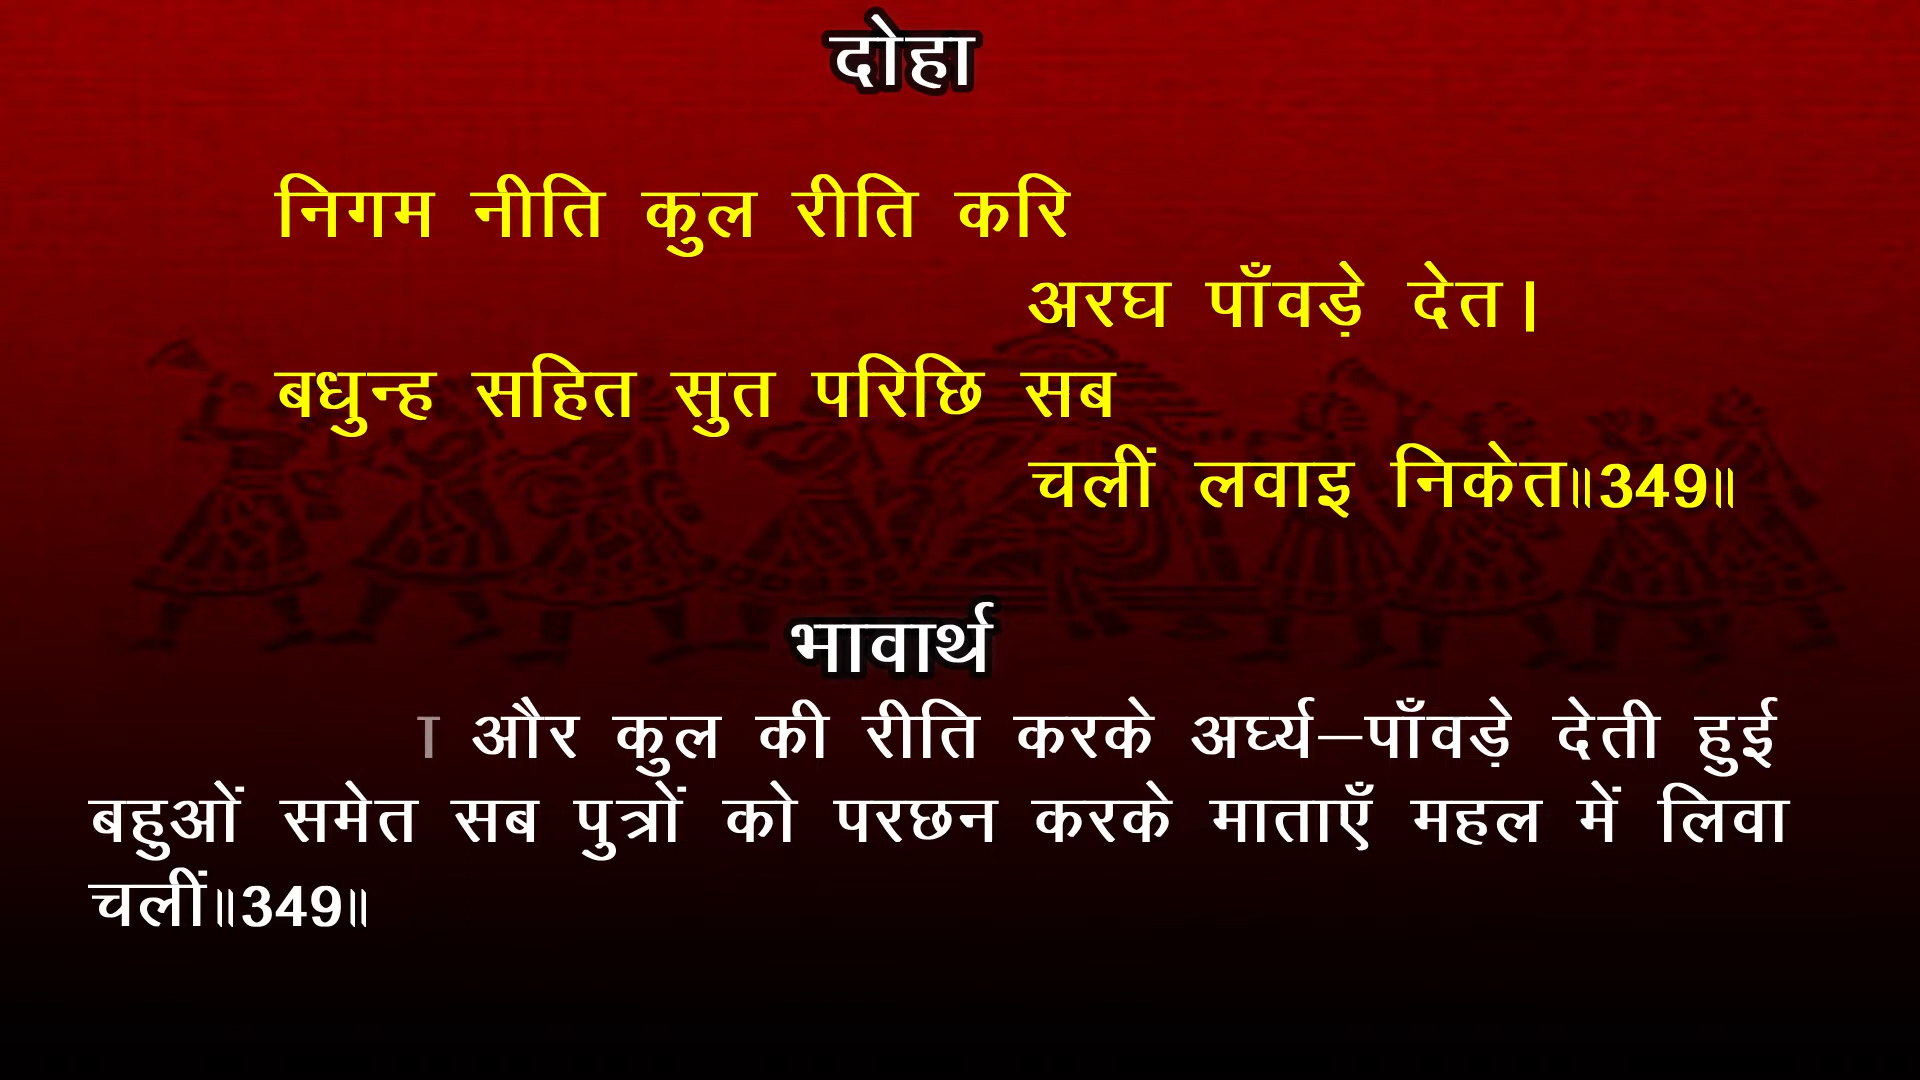 दोहा
निगम नीति कुल रीति करि
अरघ पाँवड़े देत।
बधुन्ह सहित सुत परिछि सब
चलीं लवाइ निकेत॥349॥
भावार्थ
और कुल की रीति करके अर्घ्य-पाँवड़े देती हुई
बहुओं समेत सब पुत्रों को परछन करके माताएँ महल में लिवा
चलीं॥349॥